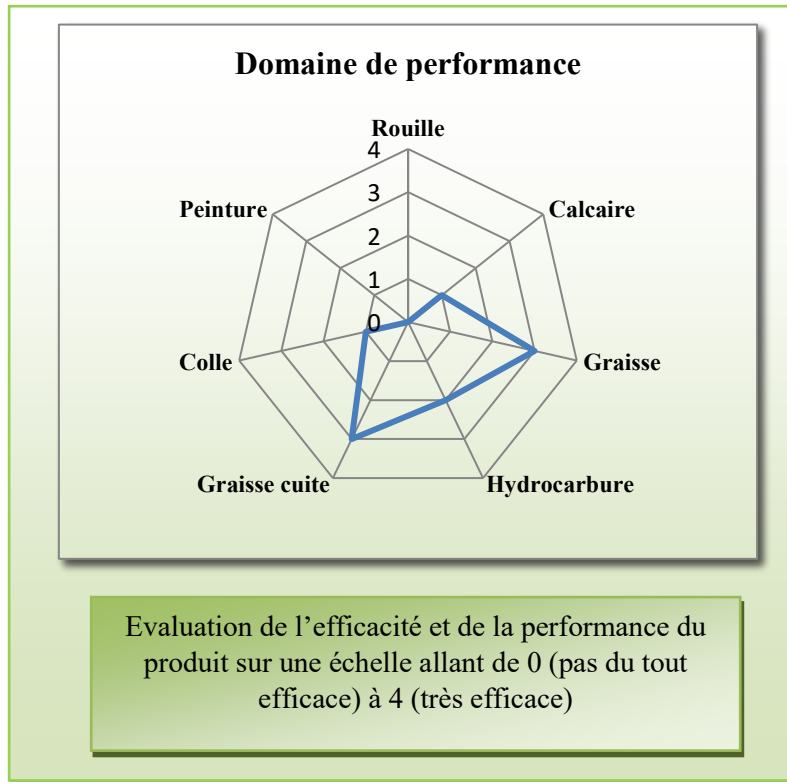 Domaine de performance
Rouille
4
Peinture
3
Calcaire
2
1
0
Colle
Graisse
Graisse cuite
Hydrocarbure
Evaluation de l’efficacité et de la performance du
produit sur une échelle allant de 0 (pas du tout
efficace) à 4 (très efficace)